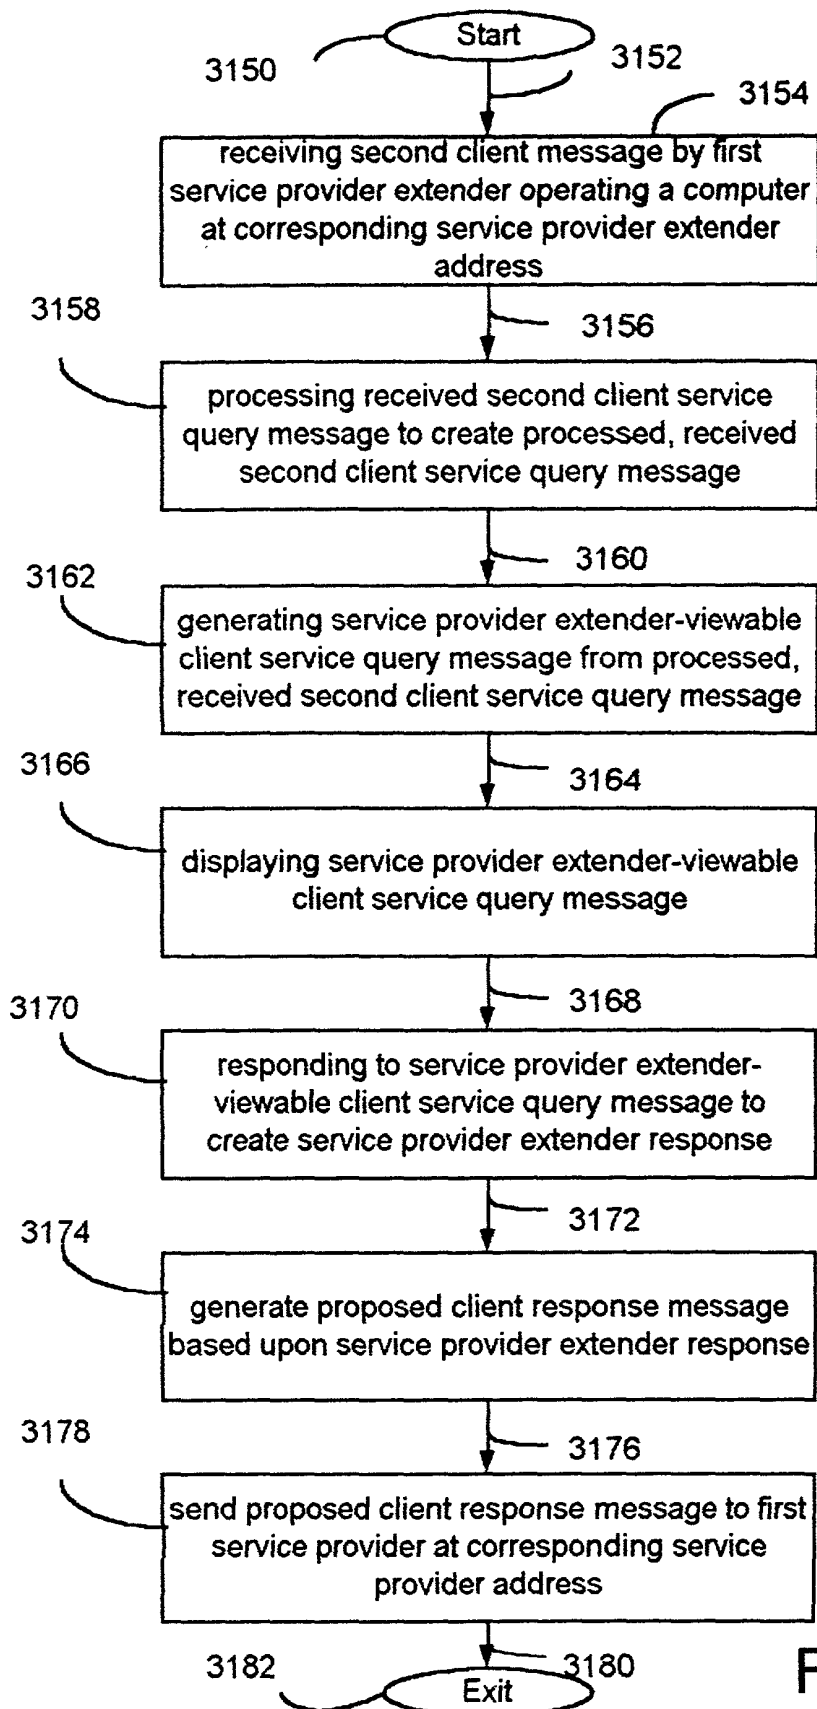 Start
3150
3152
3154
receiving second client message by first
service provider extender operating a computer
at corresponding service provider extender
address
3156
3158
processing received second client service
query message to create processed, received
second client service query message
3160
3162
generating service provider extender-viewable
client service query message from processed,
received second client service query message
3164
3166
displaying service provider extender-viewable
client service query message
3168
3170
responding to service provider extender-
viewable client service query message to
create service provider extender response
3172
3174
generate proposed client response message
based upon service provider extender response
3176
3178
send proposed client response message to first
service provider at corresponding service
provider address
3180
3182
Exit